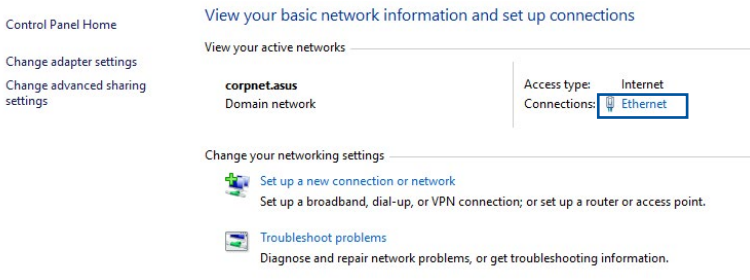 View your basic network information and set up connections
Control Panel Home
Change adapter settings
Change advanced sharing
settings
View your active networks
corpnet.asus
Domain network
Access type: Internet
Connections: Ethernet
Change your networking settings
Set up a new connection or network
Set up a broadband, dial-up, or VPN connection; or set up a router or access point.
Troubleshoot problems
Diagnose and repair network problems, or get troubleshooting information.